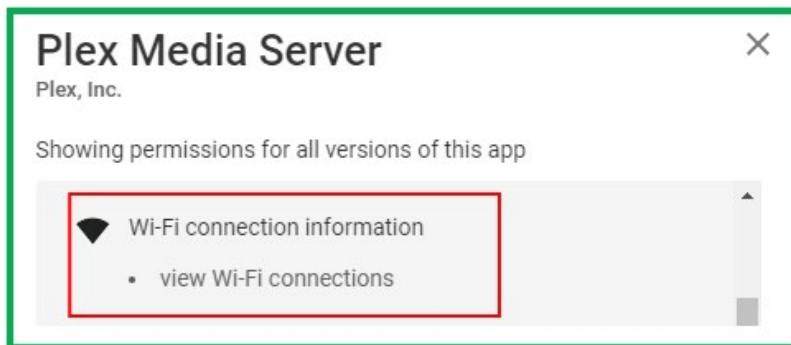 Plex Media Server
Plex, Inc.
Showing permissions for all versions of this app
Wi-Fi connection information
• view Wi-Fi connections